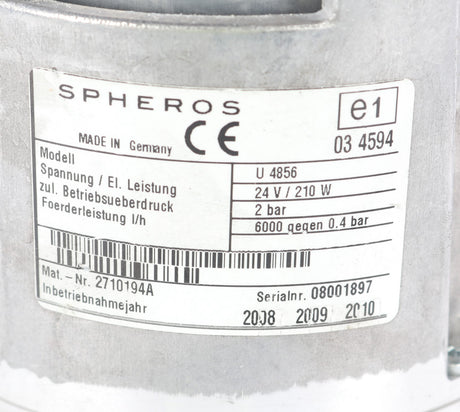 SPHEROS
e1
MADE IN Germany CE
03 4594
Modell U 4856
Spannung / El. Leistung 24 V / 210 W
zul. Betriebsueberdruck 2 bar
Foerderleistung l/h 6000 gegen 0.4 bar
Mat.-Nr. 2710194A Serialnr. 08001897
Inbetriebnahmejahr 2008 2009 2010